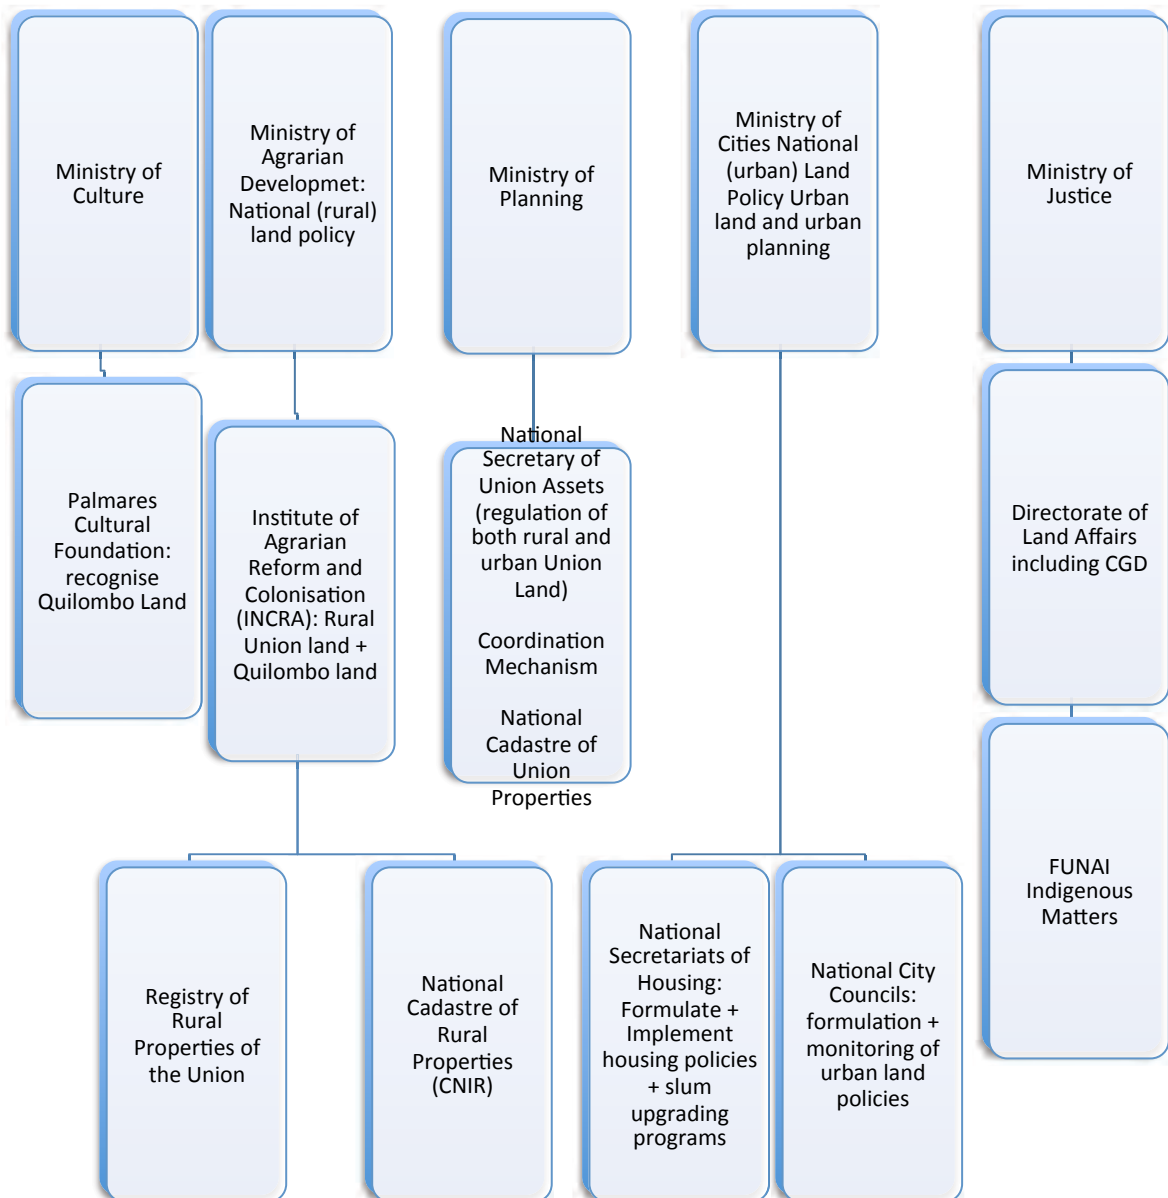 Ministry of
Culture
Ministry of
Agrarian
Developmet:
National (rural)
land policy
Ministry of
Planning
Ministry of
Cities National
(urban) Land
Policy Urban
land and urban
planning
Ministry of
Justice
Palmares
Cultural
Foundation:
recognise
Quilombo Land
Institute of
Agrarian
Reform and
Colonisation
(INCRA): Rural
Union land +
Quilombo land
National
Secretary of
Union Assets
(regulation of
both rural and
urban Union
Land)
Coordination
Mechanism
National
Cadastre of
Union
Properties
Directorate of
Land Affairs
including CGD
Registry of
Rural
Properties of
the Union
National
Cadastre of
Rural
Properties
(CNIR)
National
Secretariats of
Housing:
Formulate +
Implement
housing policies
+ slum
upgrading
programs
National City
Councils:
formulation +
monitoring of
urban land
policies
FUNAI
Indigenous
Matters